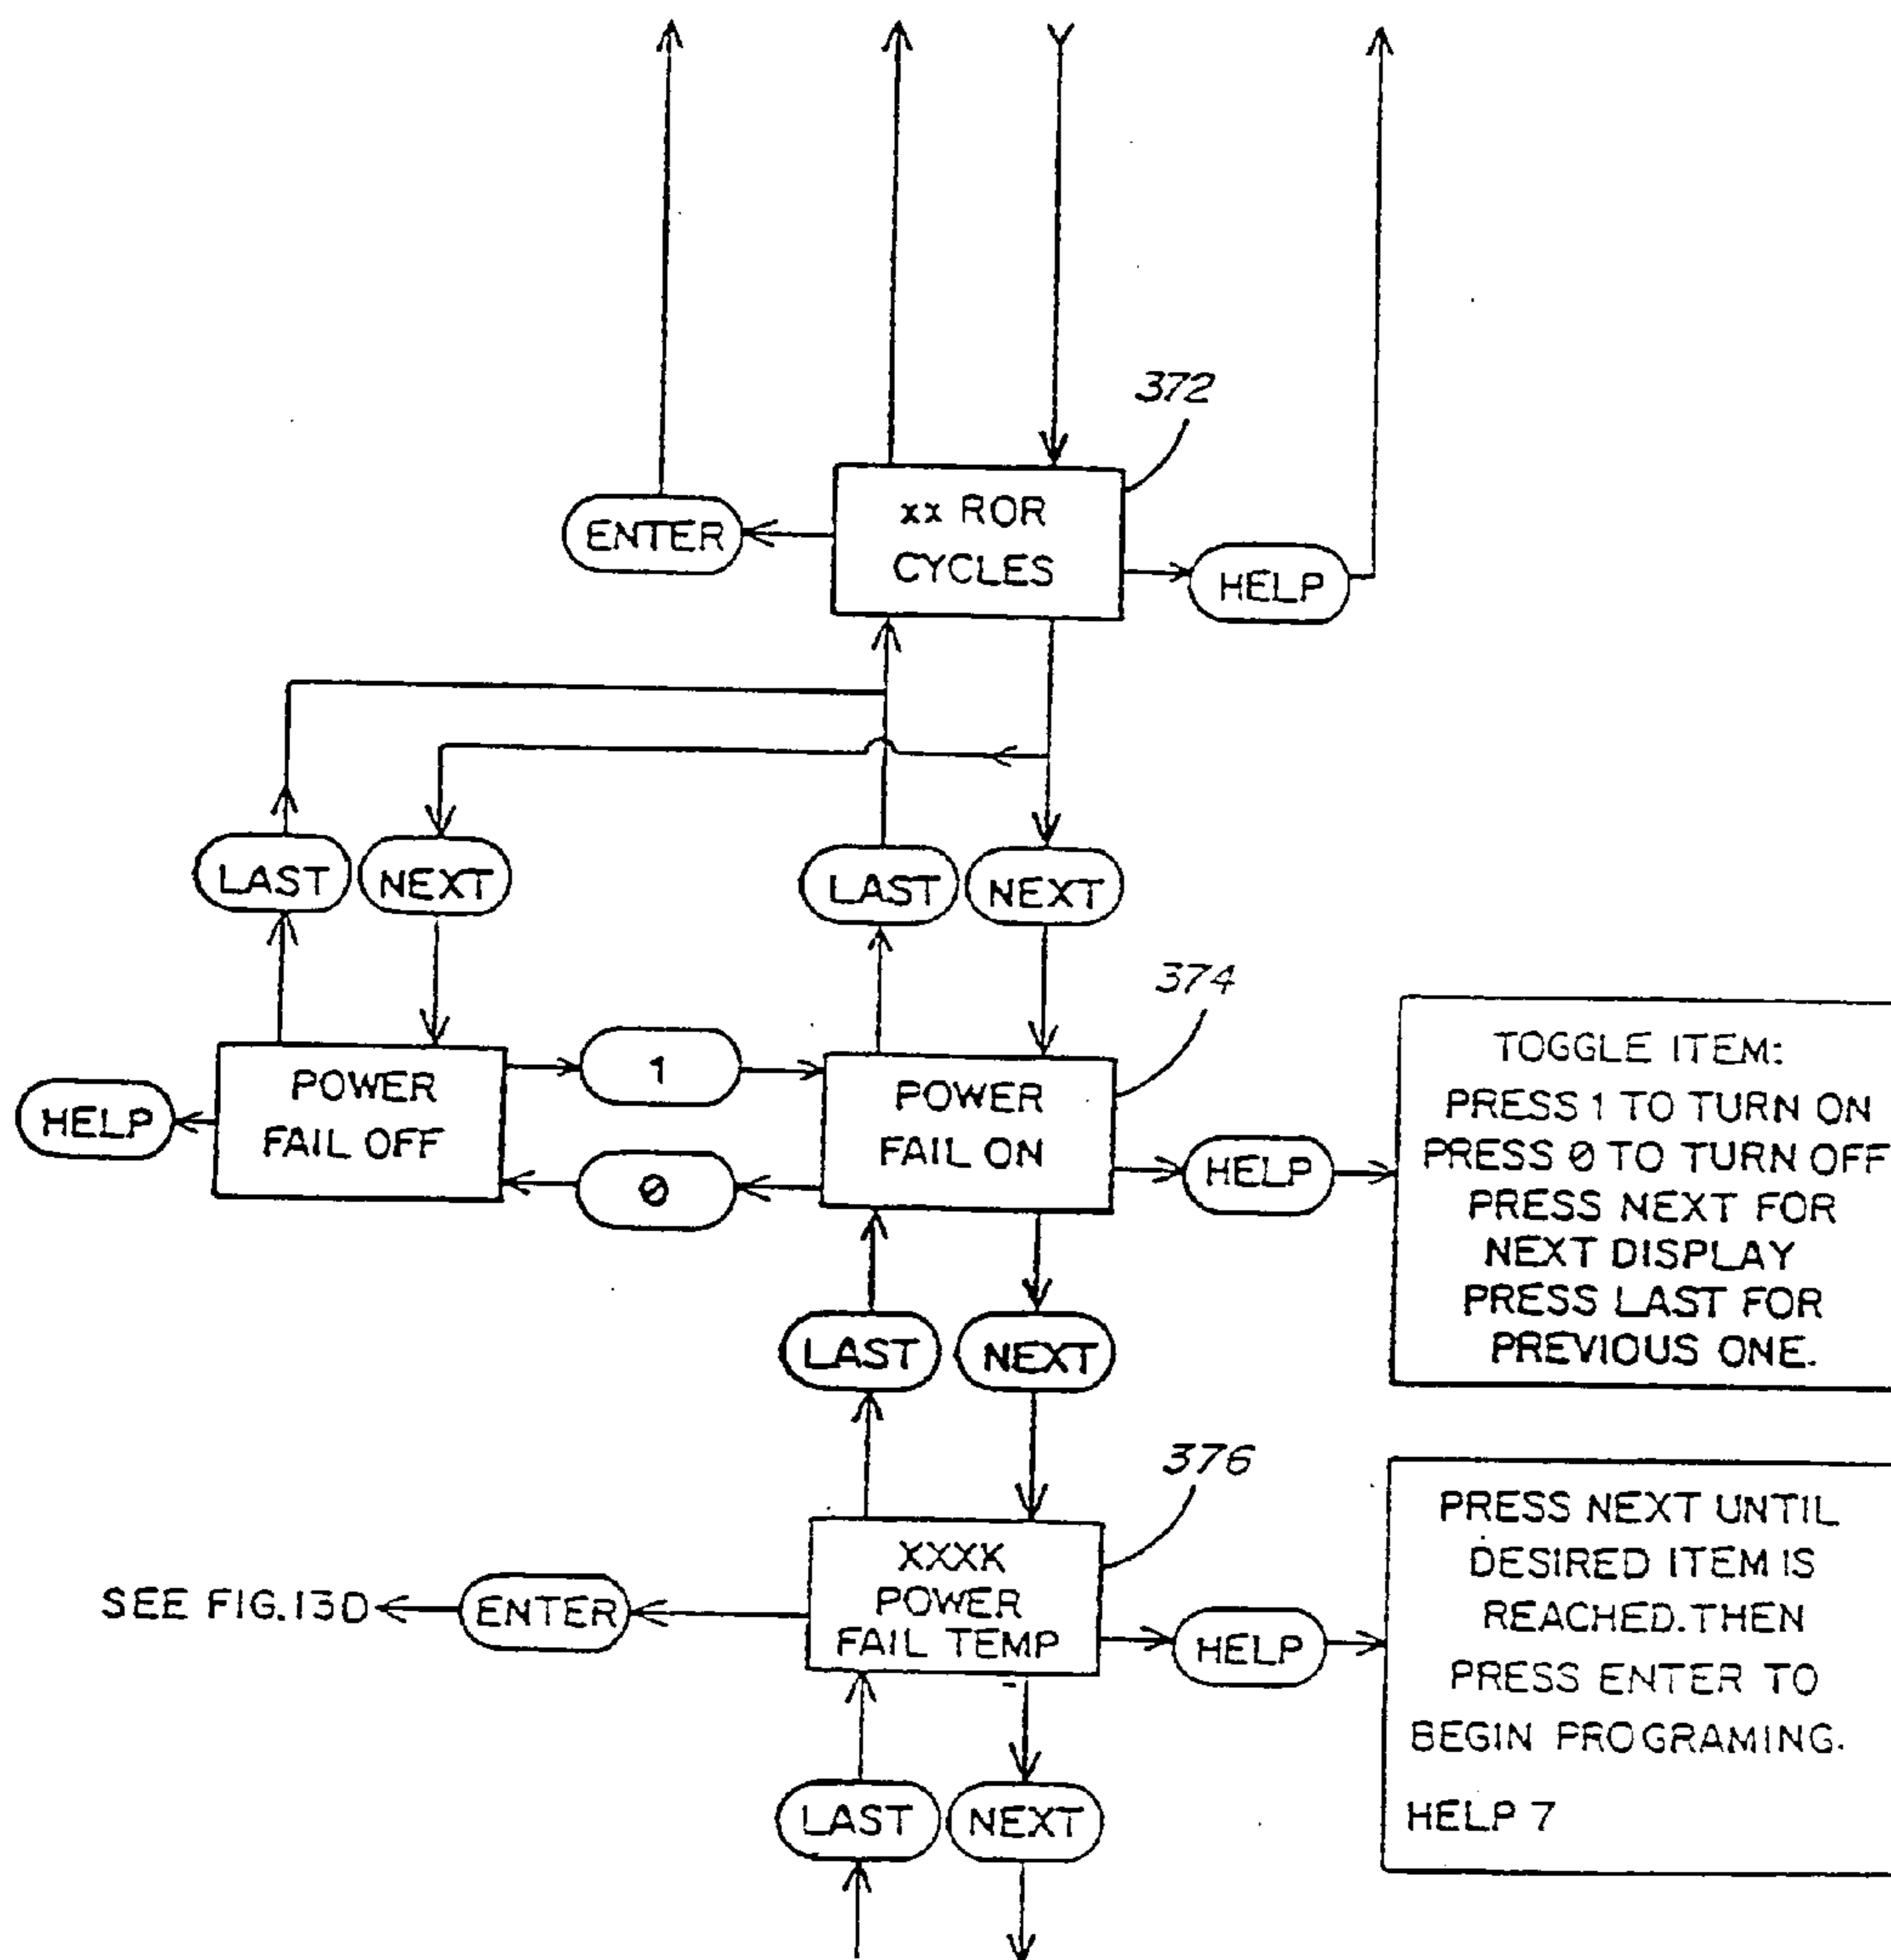 372
ENTER
xx ROR
CYCLES
HELP
LAST
NEXT
LAST
NEXT
374
HELP
POWER
FAIL OFF
1
0
POWER
FAIL ON
HELP
TOGGLE ITEM:
PRESS 1 TO TURN ON
PRESS 0 TO TURN OFF
PRESS NEXT FOR
NEXT DISPLAY
PRESS LAST FOR
PREVIOUS ONE.
LAST
NEXT
376
SEE FIG.13D
ENTER
XXXK
POWER
FAIL TEMP
HELP
PRESS NEXT UNTIL
DESIRED ITEM IS
REACHED. THEN
PRESS ENTER TO
BEGIN PROGRAMING.
HELP 7
LAST
NEXT